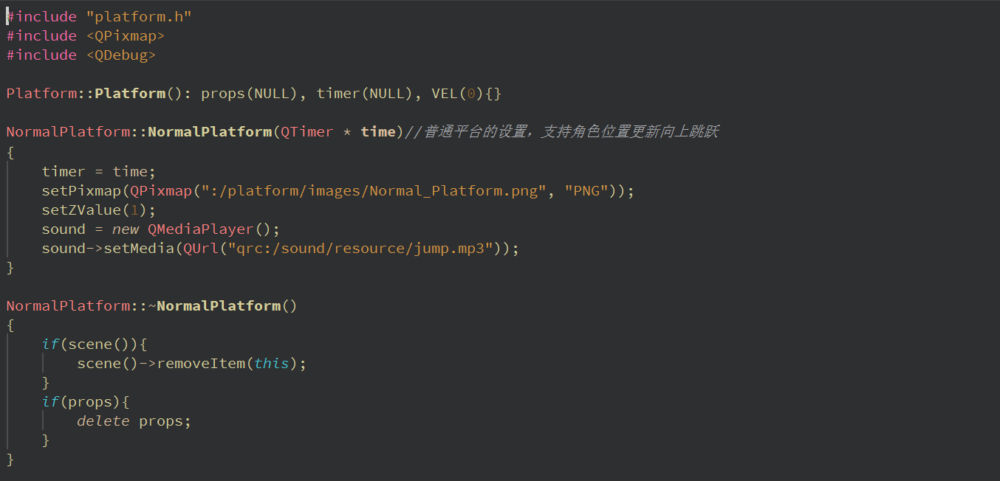 #include "platform.h"
#include <QPixmap>
#include <QDebug>
Platform::Platform(): props(NULL), timer(NULL), VEL(0){}
NormalPlatform::NormalPlatform(QTimer * time)//普通平台的设置，支持角色位置更新向上跳跃
{
    timer = time;
    setPixmap(QPixmap(":/platform/images/Normal_Platform.png", "PNG"));
    setZValue(1);
    sound = new QMediaPlayer();
    sound->setMedia(QUrl("qrc:/sound/resource/jump.mp3"));
}
NormalPlatform::~NormalPlatform()
{
    if(scene()){
        scene()->removeItem(this);
    }
    if(props){
        delete props;
    }
}